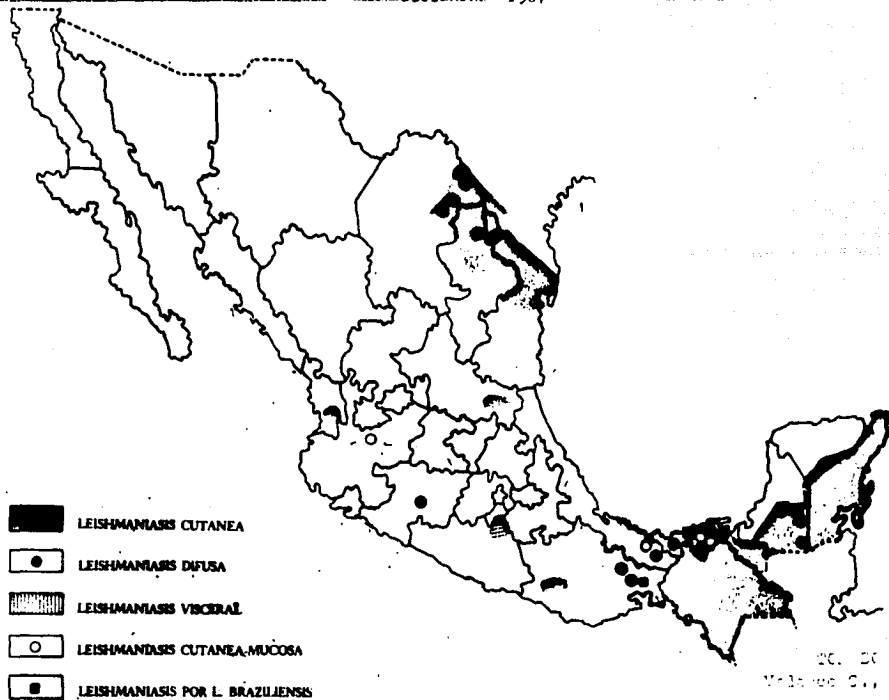 LEISHMANIASIS CUTANEA
LEISHMANIASIS DIFUSA
LEISHMANIASIS VISCERAL
LEISHMANIASIS CUTANEA-MUCOSA
LEISHMANIASIS POR L. BRAZILIENSIS